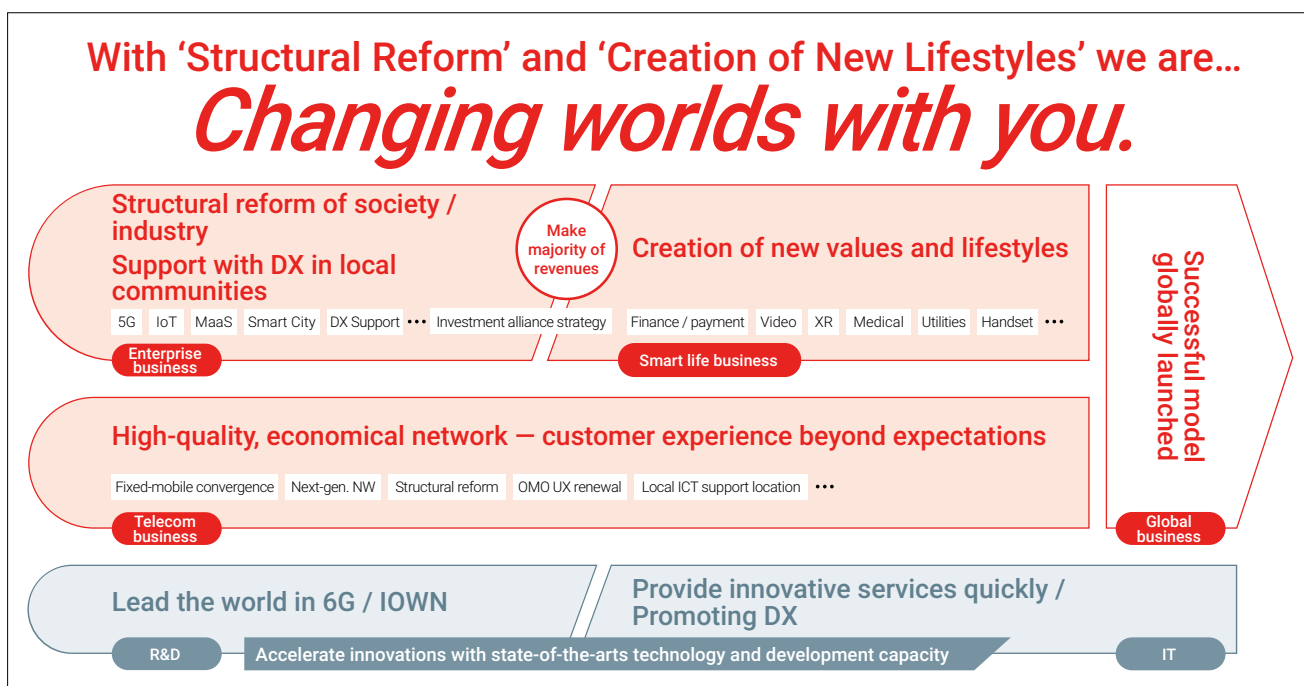 With ‘Structural Reform’ and ‘Creation of New Lifestyles’ we are…
Changing worlds with you.
Structural reform of society /
industry
Support with DX in local
communities
5G IoT MaaS Smart City DX Support ••• Investment alliance strategy
Enterprise
business
Make
majority of
revenues
Creation of new values and lifestyles
Finance / payment Video XR Medical Utilities Handset •••
Smart life business
High-quality, economical network — customer experience beyond expectations
Fixed-mobile convergence Next-gen. NW Structural reform OMO UX renewal Local ICT support location •••
Telecom
business
Successful model
globally launched
Global
business
Lead the world in 6G / IOWN
Provide innovative services quickly /
Promoting DX
R&D
Accelerate innovations with state-of-the-arts technology and development capacity
IT